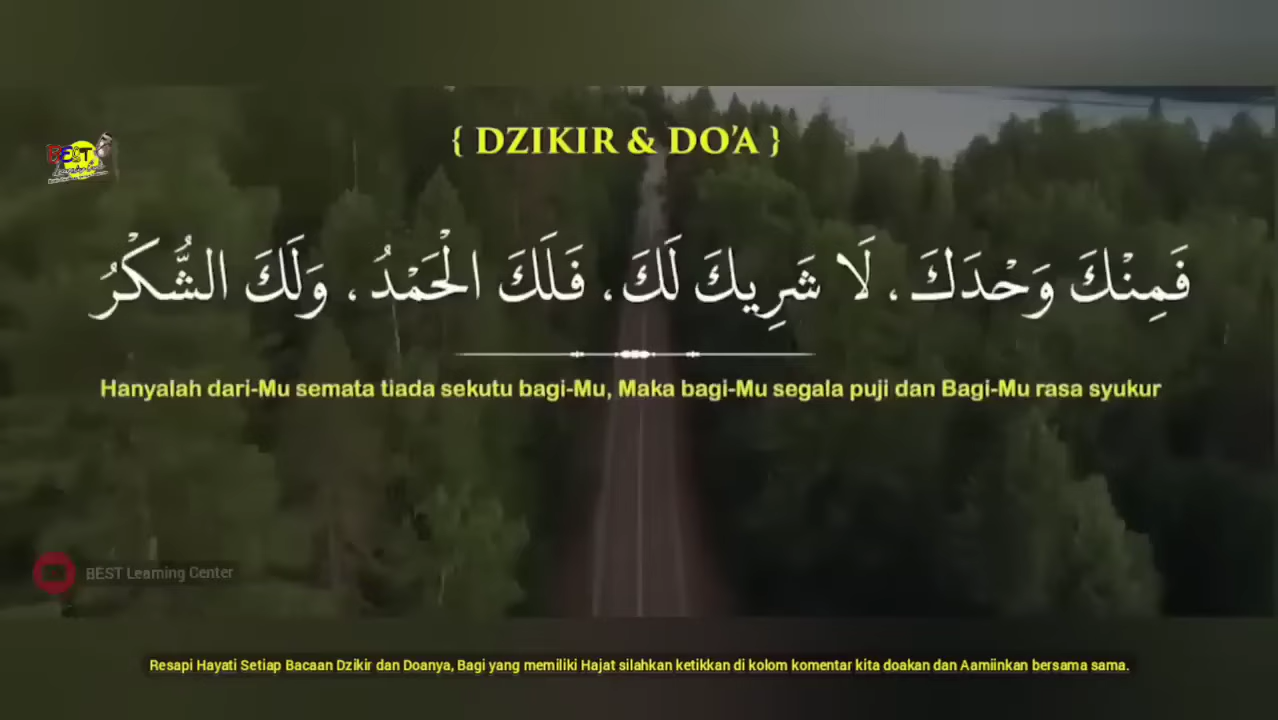 { DZIKIR & DO'A }
BEST
فَمِنْكَ وَحْدَكَ ، لَا شَرِيكَ لَكَ ، فَلَكَ الْحَمْدُ ، وَلَكَ الشُّكْرُ
Hanyalah dari-Mu semata tiada sekutu bagi-Mu, Maka bagi-Mu segala puji dan Bagi-Mu rasa syukur
BEST Learning Center
Resapi Hayati Setiap Bacaan Dzikir dan Doanya, Bagi yang memiliki Hajat silahkan ketikkan di kolom komentar kita doakan dan Aamiinkan bersama sama.